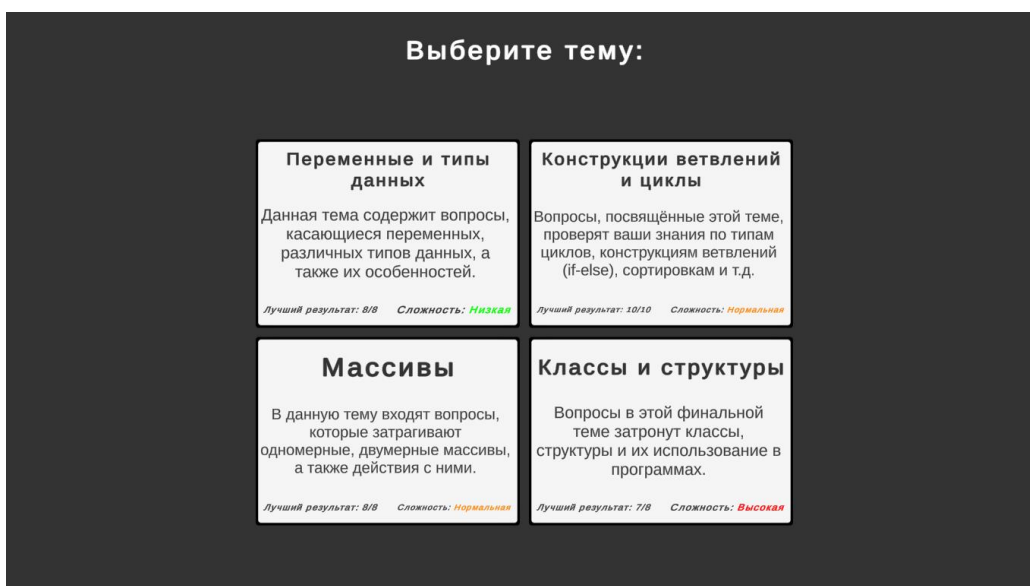 Выберите тему:
Переменные и типы
данных
Данная тема содержит вопросы,
касающиеся переменных,
различных типов данных, а
также их особенностей.
Лучший результат: 8/8 Сложность: Низкая
Конструкции ветвлений
и циклы
Вопросы, посвящённые этой теме,
проверят ваши знания по типам
циклов, конструкциям ветвлений
(if-else), сортировкам и т.д.
Лучший результат: 10/10 Сложность: Нормальная
Массивы
В данную тему входят вопросы,
которые затрагивают
одномерные, двумерные массивы,
а также действия с ними.
Лучший результат: 8/8 Сложность: Нормальная
Классы и структуры
Вопросы в этой финальной
теме затронут классы,
структуры и их использование в
программах.
Лучший результат: 7/8 Сложность: Высокая